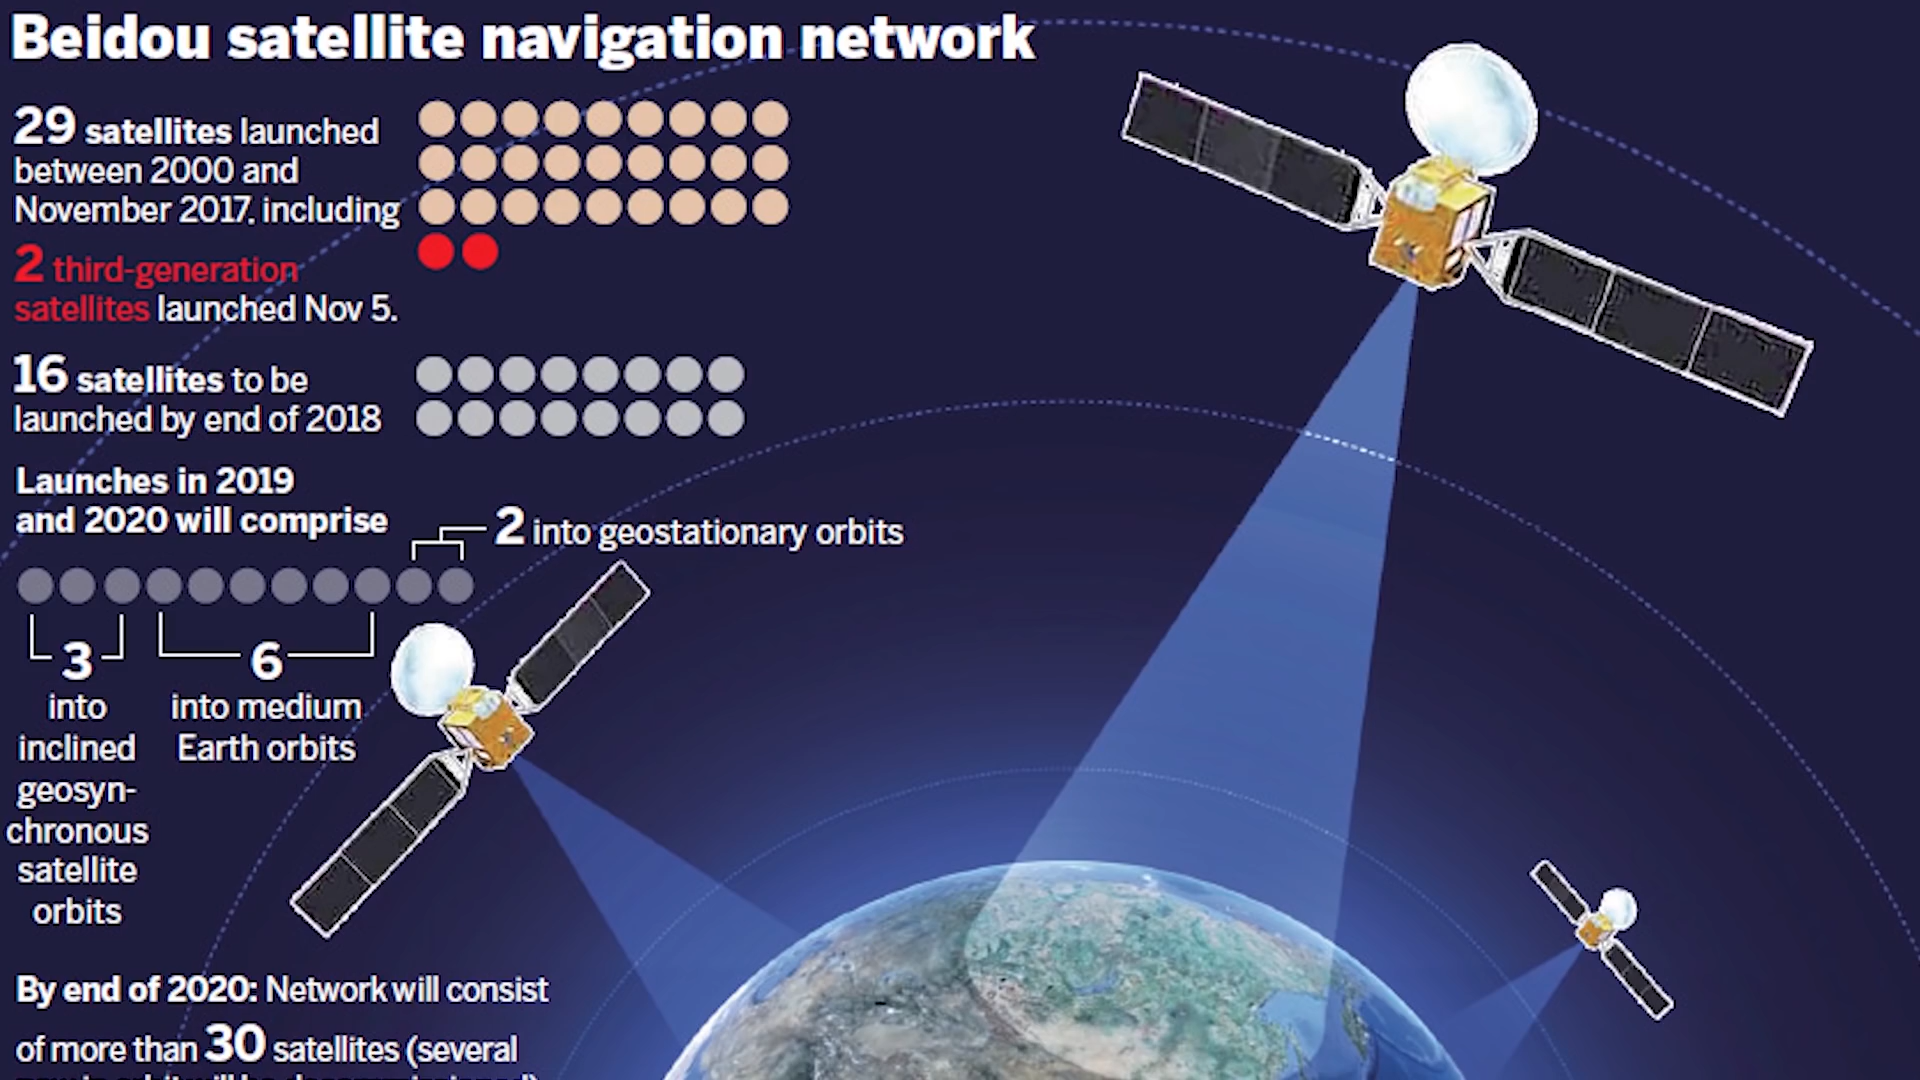 Beidou satellite navigation network
29 satellites launched
between 2000 and
November 2017, including
2 third-generation
satellites launched Nov 5.
16 satellites to be
launched by end of 2018
Launches in 2019
and 2020 will comprise
2 into geostationary orbits
3
into
inclined
geosyn-
chronous
satellite
orbits
6
into medium
Earth orbits
By end of 2020: Network will consist
of more than 30 satellites (several